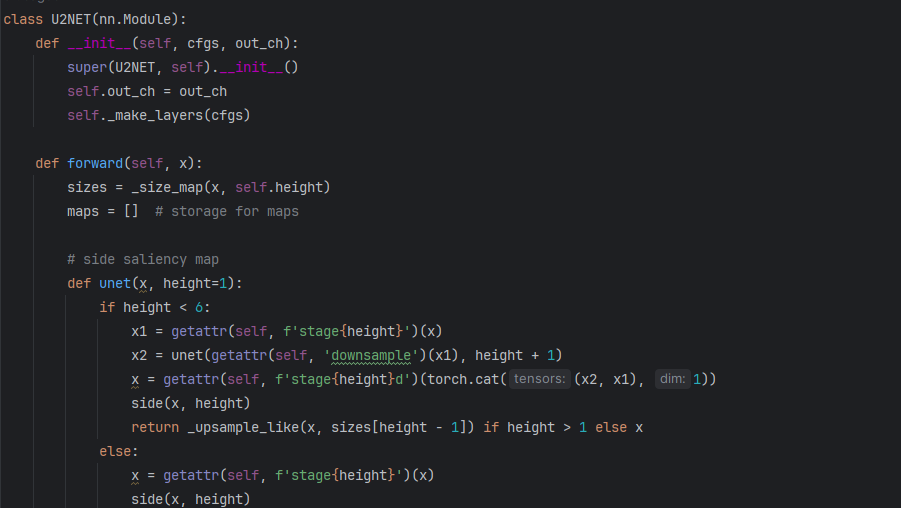 class U2NET(nn.Module):
    def __init__(self, cfgs, out_ch):
        super(U2NET, self).__init__()
        self.out_ch = out_ch
        self._make_layers(cfgs)

    def forward(self, x):
        sizes = _size_map(x, self.height)
        maps = []  # storage for maps

        # side saliency map
        def unet(x, height=1):
            if height < 6:
                x1 = getattr(self, f'stage{height}')(x)
                x2 = unet(getattr(self, 'downsample')(x1), height + 1)
                x = getattr(self, f'stage{height}d')(torch.cat( tensors: (x2, x1), dim: 1))
                side(x, height)
                return _upsample_like(x, sizes[height - 1]) if height > 1 else x
            else:
                x = getattr(self, f'stage{height}')(x)
                side(x, height)